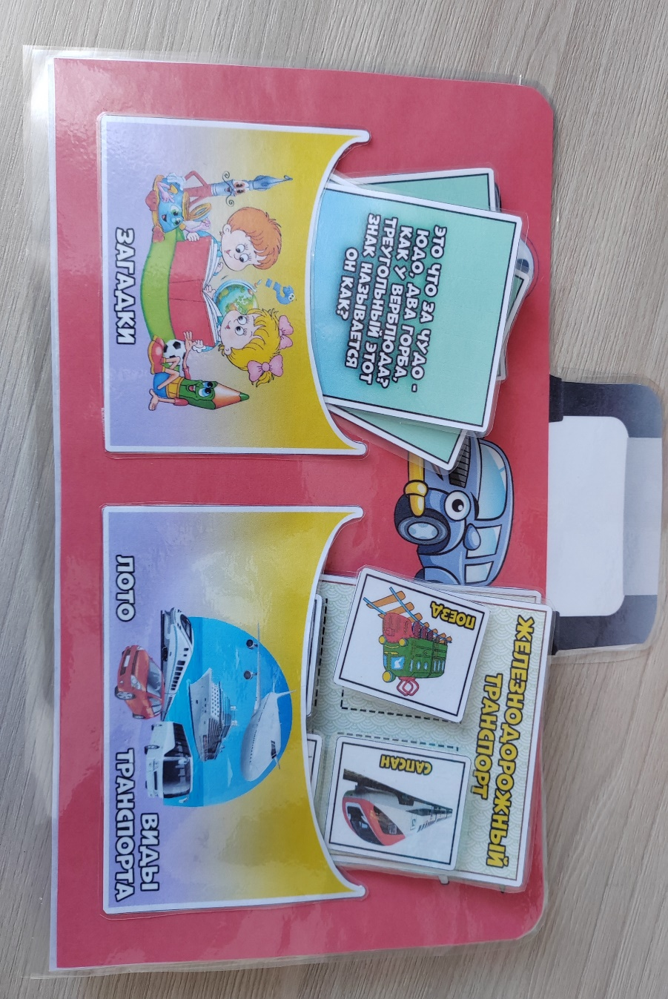 ЭТО ЧТО ЗА ЧУДО -
ЮДО, ДВА ГОРБА,
КАК У ВЕРБЛЮДА?
ТРЕУГОЛЬНЫЙ ЭТОТ
ЗНАК НАЗЫВАЕТСЯ
ОН КАК?
ЗАГАДКИ
ЖЕЛЕЗНОДОРОЖНЫЙ
ТРАНСПОРТ
ПОЕЗД
САПСАН
ЛОТО
ВИДЫ
ТРАНСПОРТА